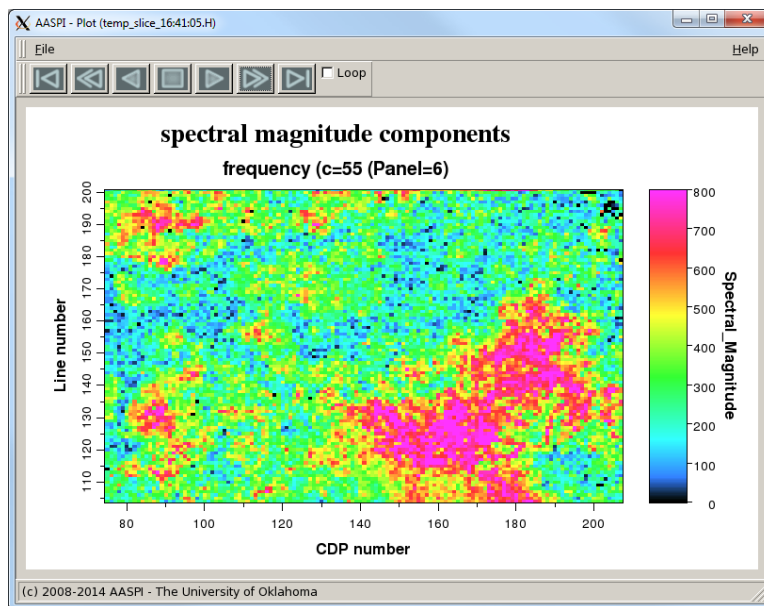 AASPI - Plot (temp_slice_16:41:05.H)
File Help
Loop
spectral magnitude components
frequency (c=55 (Panel=6)
Line number
200
190
180
170
160
150
140
130
120
110
80 100 120 140 160 180 200
CDP number
800
700
600
500
400
300
200
100
0
Spectral_Magnitude
(c) 2008-2014 AASPI - The University of Oklahoma